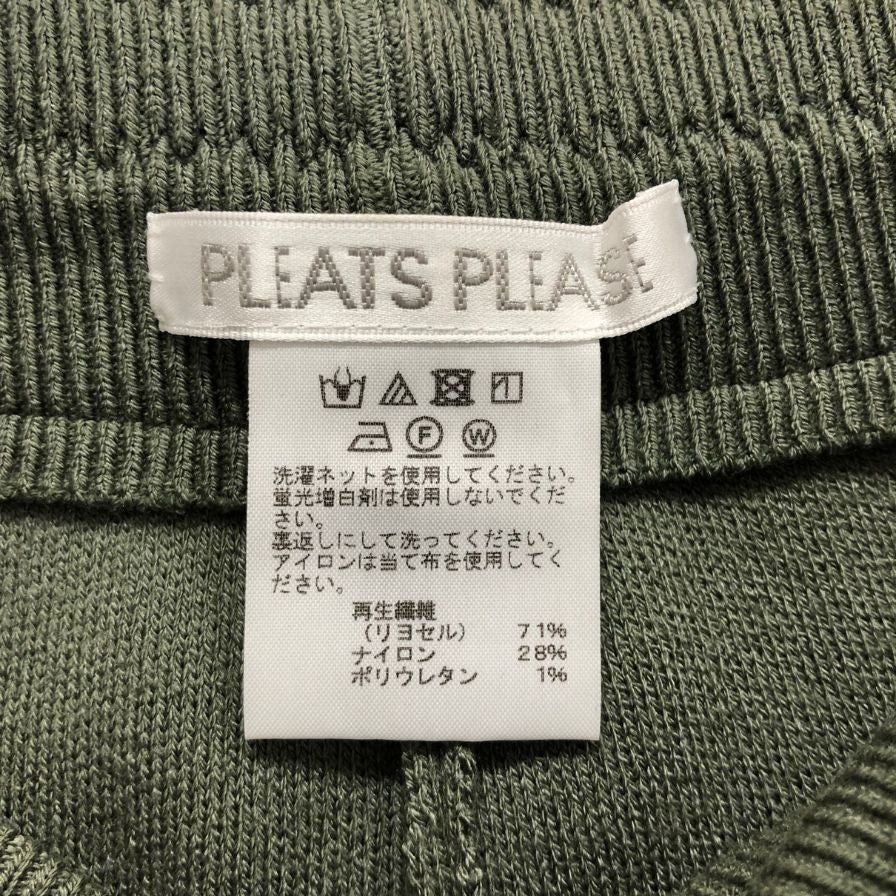 PLEATS PLEASE
F W
洗濯ネットを使用してください。
蛍光増白剤は使用しないでくだ
さい。
裏返しにして洗ってください。
アイロンは当て布を使用してく
ださい。
再生繊維
(リヨセル) 71%
ナイロン 28%
ポリウレタン 1%